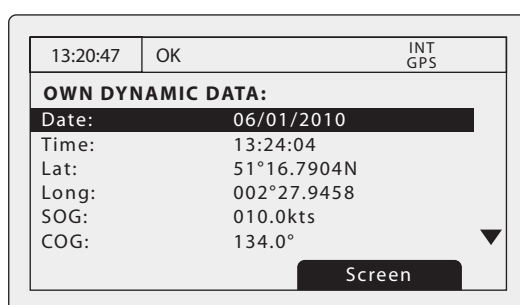 13:20:47 OK INT GPS
OWN DYNAMIC DATA:
Date: 06/01/2010
Time: 13:24:04
Lat: 51°16.7904N
Long: 002°27.9458
SOG: 010.0kts
COG: 134.0°
Screen